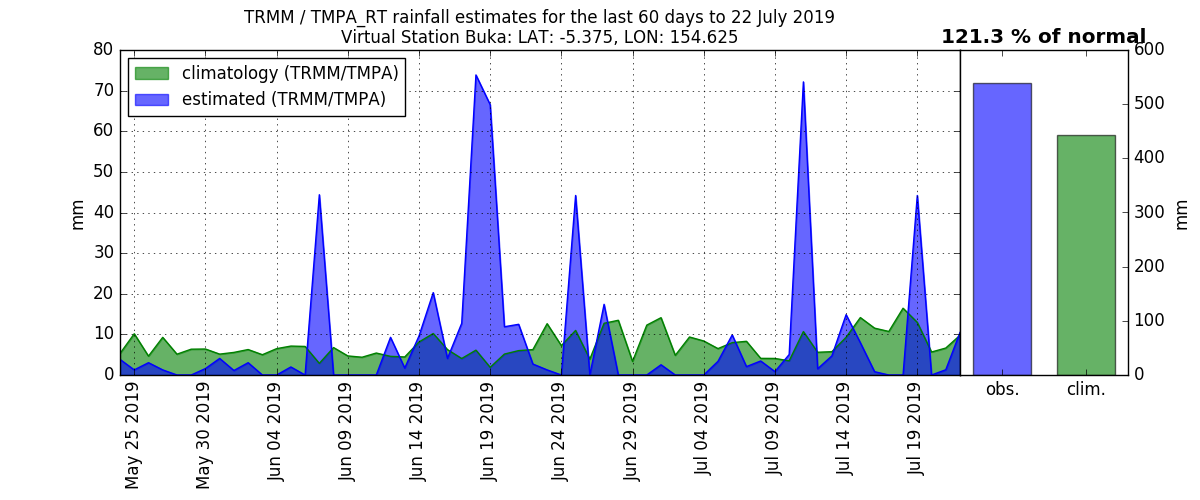 TRMM / TMPA_RT rainfall estimates for the last 60 days to 22 July 2019
Virtual Station Buka: LAT: -5.375, LON: 154.625
121.3 % of normal
climatology (TRMM/TMPA)
estimated (TRMM/TMPA)
80
70
60
50
40
30
20
10
0
mm
May 25 2019
May 30 2019
Jun 04 2019
Jun 09 2019
Jun 14 2019
Jun 19 2019
Jun 24 2019
Jun 29 2019
Jul 04 2019
Jul 09 2019
Jul 14 2019
Jul 19 2019
obs.
clim.
600
500
400
300
200
100
0
mm